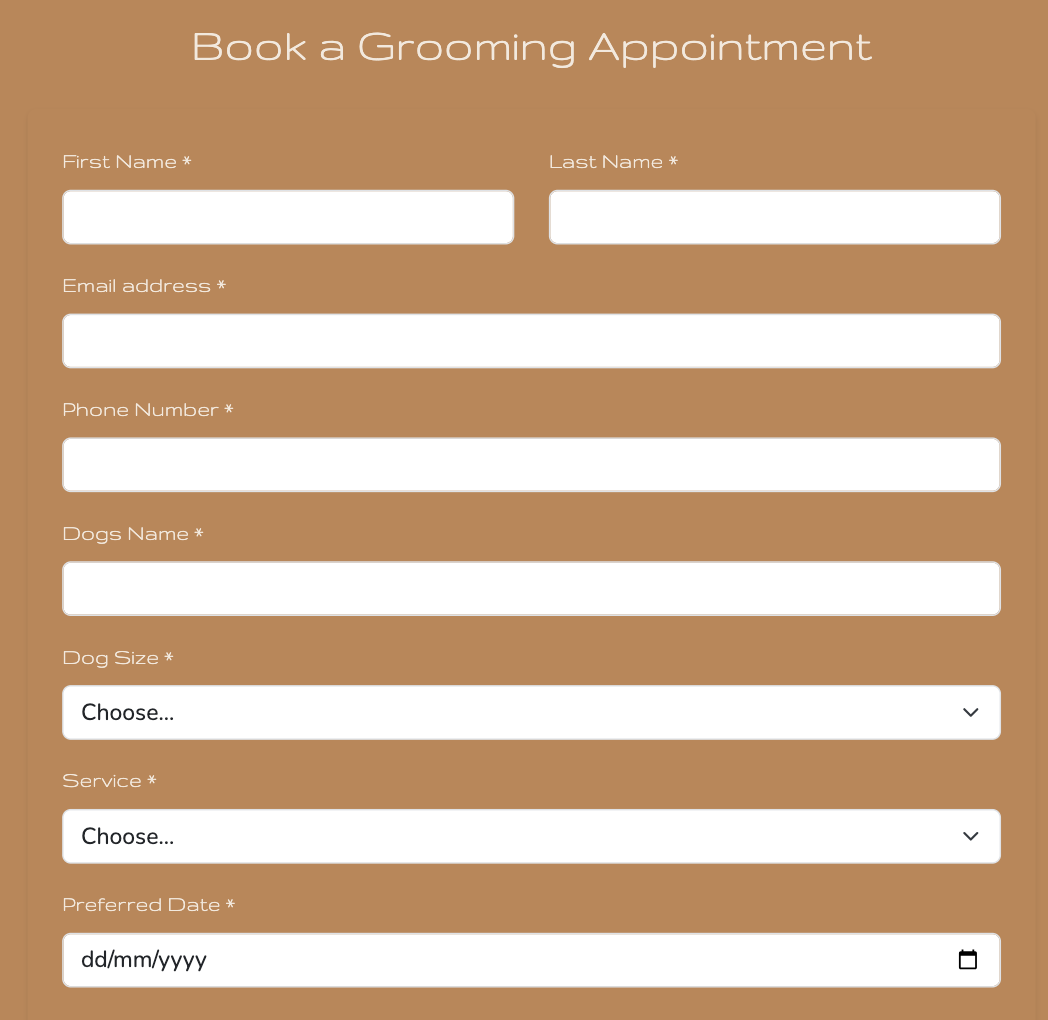 Book a Grooming Appointment
First Name * Last Name *
Email address *
Phone Number *
Dogs Name *
Dog Size *
Choose...
Service *
Choose...
Preferred Date *
dd/mm/yyyy